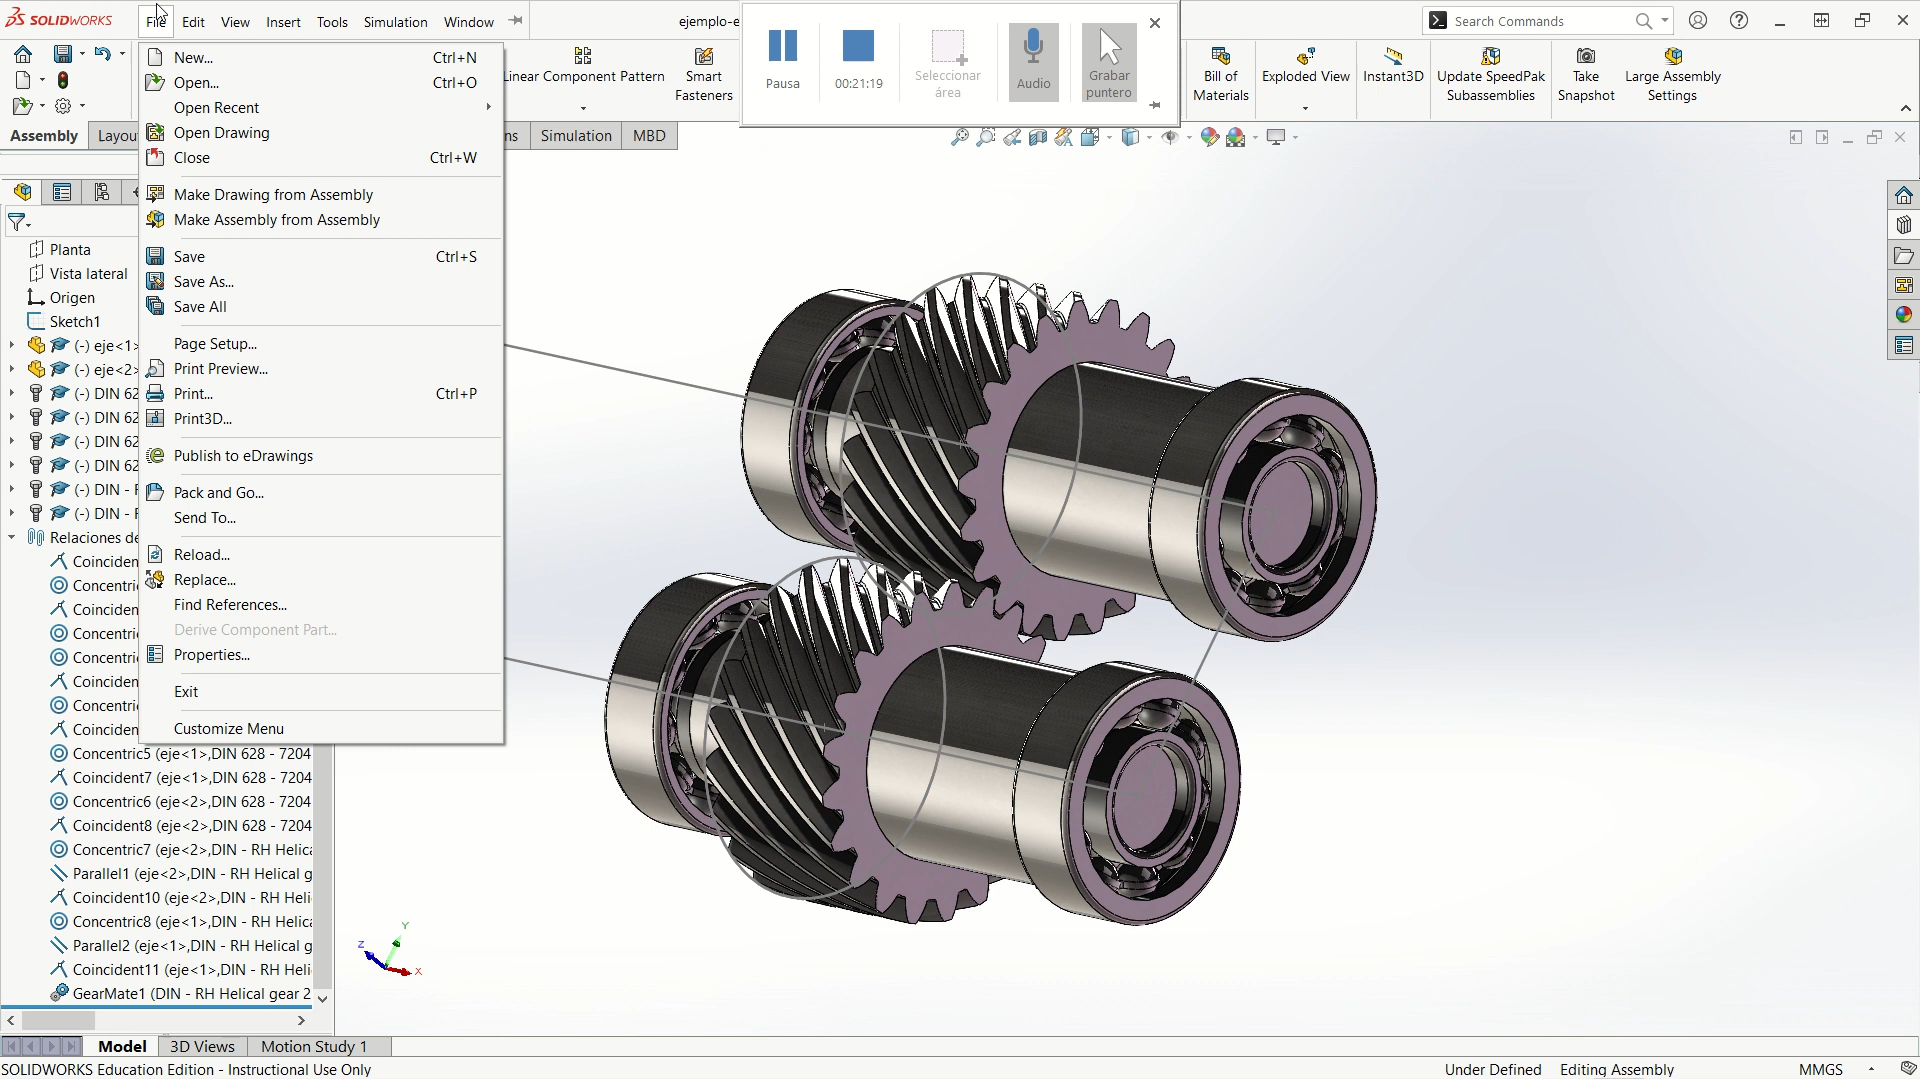 SOLIDWORKS
File Edit View Insert Tools Simulation Window
ejemplo-e
Search Commands
Pausa
00:21:19
Seleccionar área
Audio
Grabar puntero
Linear Component Pattern
Smart Fasteners
Bill of Materials
Exploded View
Instant3D
Update SpeedPak Subassemblies
Take Snapshot
Large Assembly Settings
Assembly
Simulation
MBD
New... Ctrl+N
Open... Ctrl+O
Open Recent
Open Drawing
Close Ctrl+W
Make Drawing from Assembly
Make Assembly from Assembly
Save Ctrl+S
Save As...
Save All
Page Setup...
Print Preview...
Print... Ctrl+P
Print3D...
Publish to eDrawings
Pack and Go...
Send To...
Reload...
Replace...
Find References...
Derive Component Part...
Properties...
Exit
Customize Menu
Planta
Vista lateral
Origen
Sketch1
(-) eje<1>
(-) eje<2>
(-) DIN 62
(-) DIN 62
(-) DIN 62
(-) DIN 62
(-) DIN - 
(-) DIN - 
Relaciones de
Coinciden
Concentri
Coinciden
Concentri
Concentri
Coinciden
Concentri
Coinciden
Concentric5 (eje<1>,DIN 628 - 7204
Coincident7 (eje<1>,DIN 628 - 7204
Concentric6 (eje<2>,DIN 628 - 7204
Coincident8 (eje<2>,DIN 628 - 7204
Concentric7 (eje<2>,DIN - RH Helica
Parallel1 (eje<2>,DIN - RH Helical g
Coincident10 (eje<2>,DIN - RH Heli
Concentric8 (eje<1>,DIN - RH Helica
Parallel2 (eje<1>,DIN - RH Helical g
Coincident11 (eje<1>,DIN - RH Heli
GearMate1 (DIN - RH Helical gear 2
Y
Z
X
Model
3D Views
Motion Study 1
SOLIDWORKS Education Edition - Instructional Use Only
Under Defined
Editing Assembly
MMGS